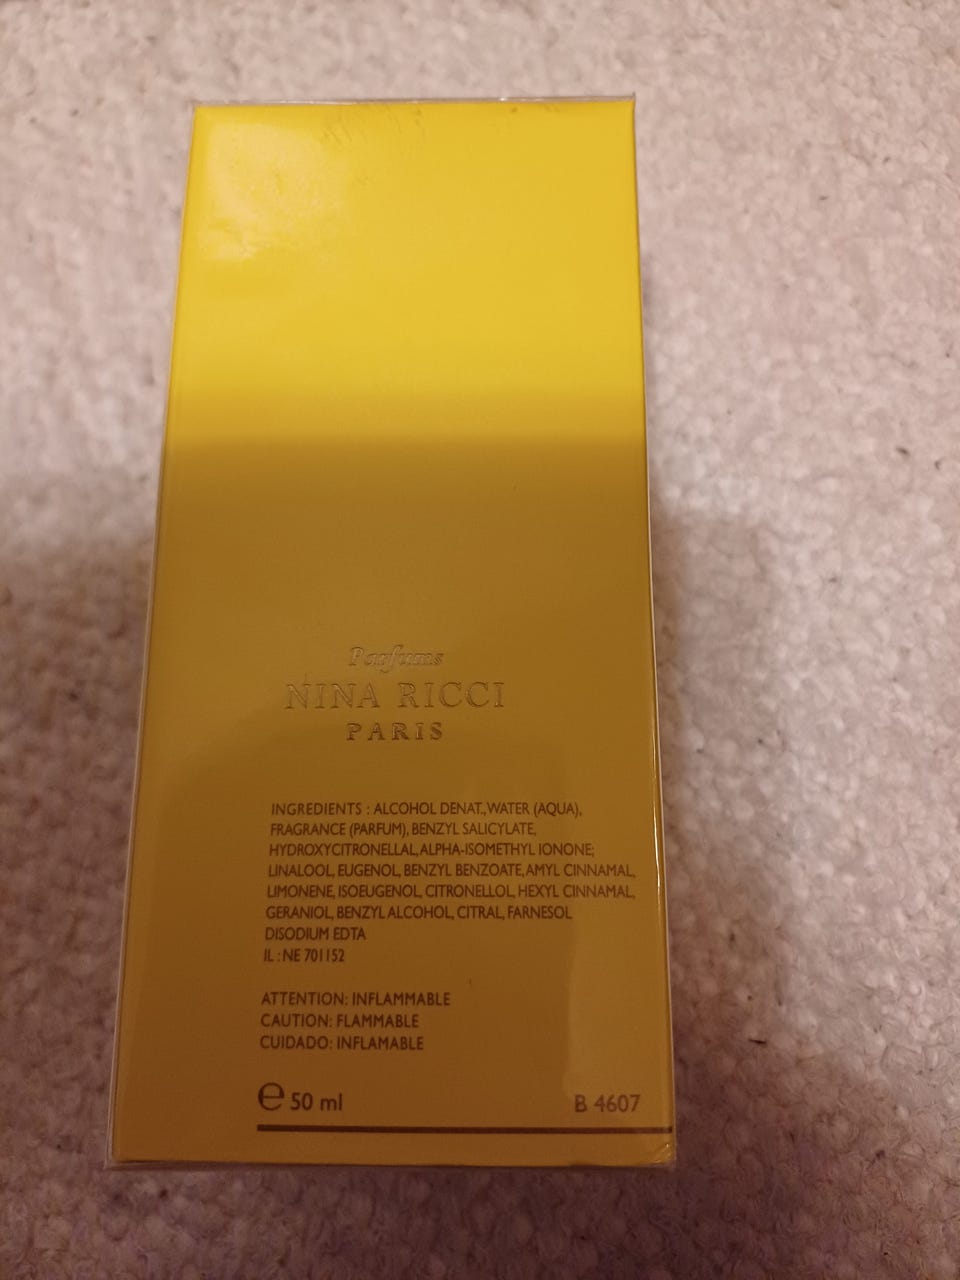 Parfums
NINA RICCI
PARIS
INGREDIENTS : ALCOHOL DENAT., WATER (AQUA),
FRAGRANCE (PARFUM), BENZYL SALICYLATE,
HYDROXYCITRONELLAL, ALPHA-ISOMETHYL IONONE;
LINALOOL, EUGENOL, BENZYL BENZOATE, AMYL CINNAMAL,
LIMONENE, ISOEUGENOL, CITRONELLOL, HEXYL CINNAMAL,
GERANIOL, BENZYL ALCOHOL, CITRAL, FARNESOL
DISODIUM EDTA
IL : NE 701152
ATTENTION: INFLAMMABLE
CAUTION: FLAMMABLE
CUIDADO: INFLAMABLE
e 50 ml B 4607